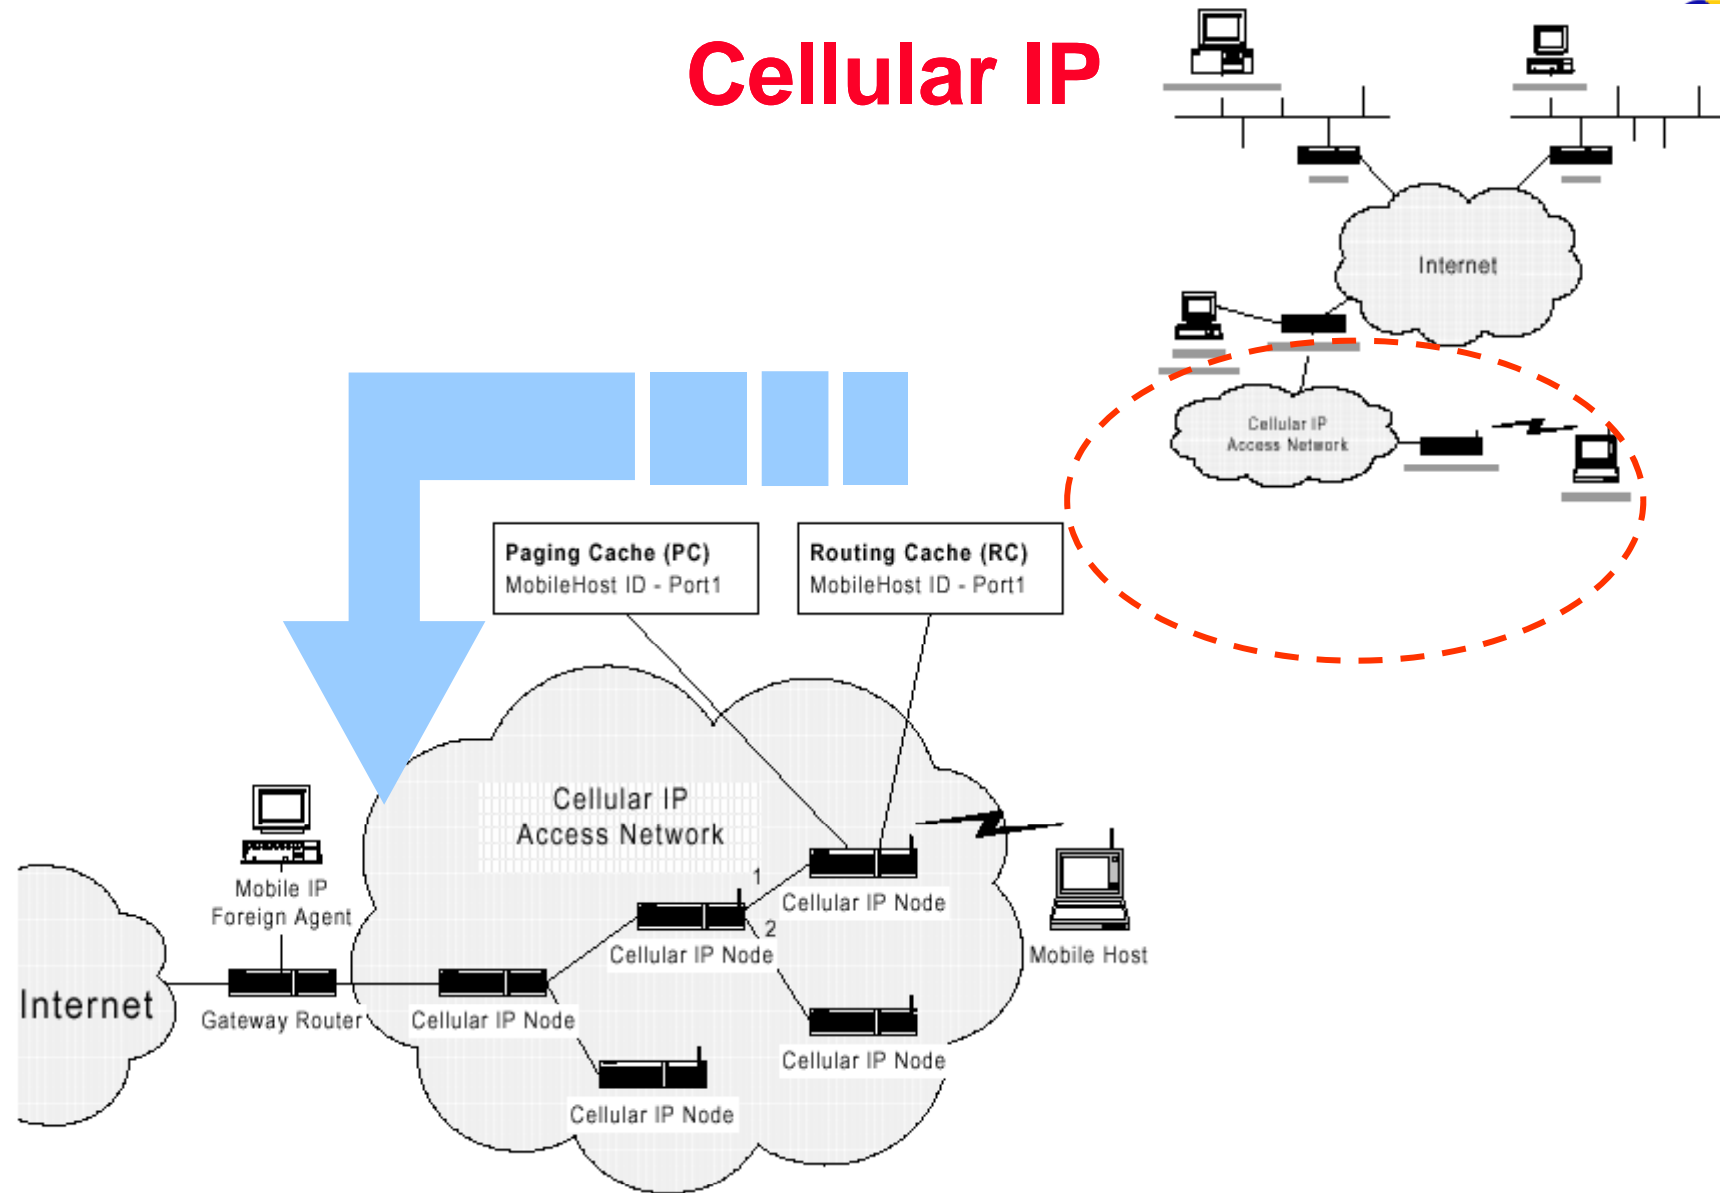 Cellular IP
Internet
Cellular IP
Access Network
Paging Cache (PC)
MobileHost ID - Port1
Routing Cache (RC)
MobileHost ID - Port1
Cellular IP
Access Network
1
2
Mobile IP
Foreign Agent
Internet
Gateway Router
Cellular IP Node
Cellular IP Node
Cellular IP Node
Cellular IP Node
Cellular IP Node
Mobile Host